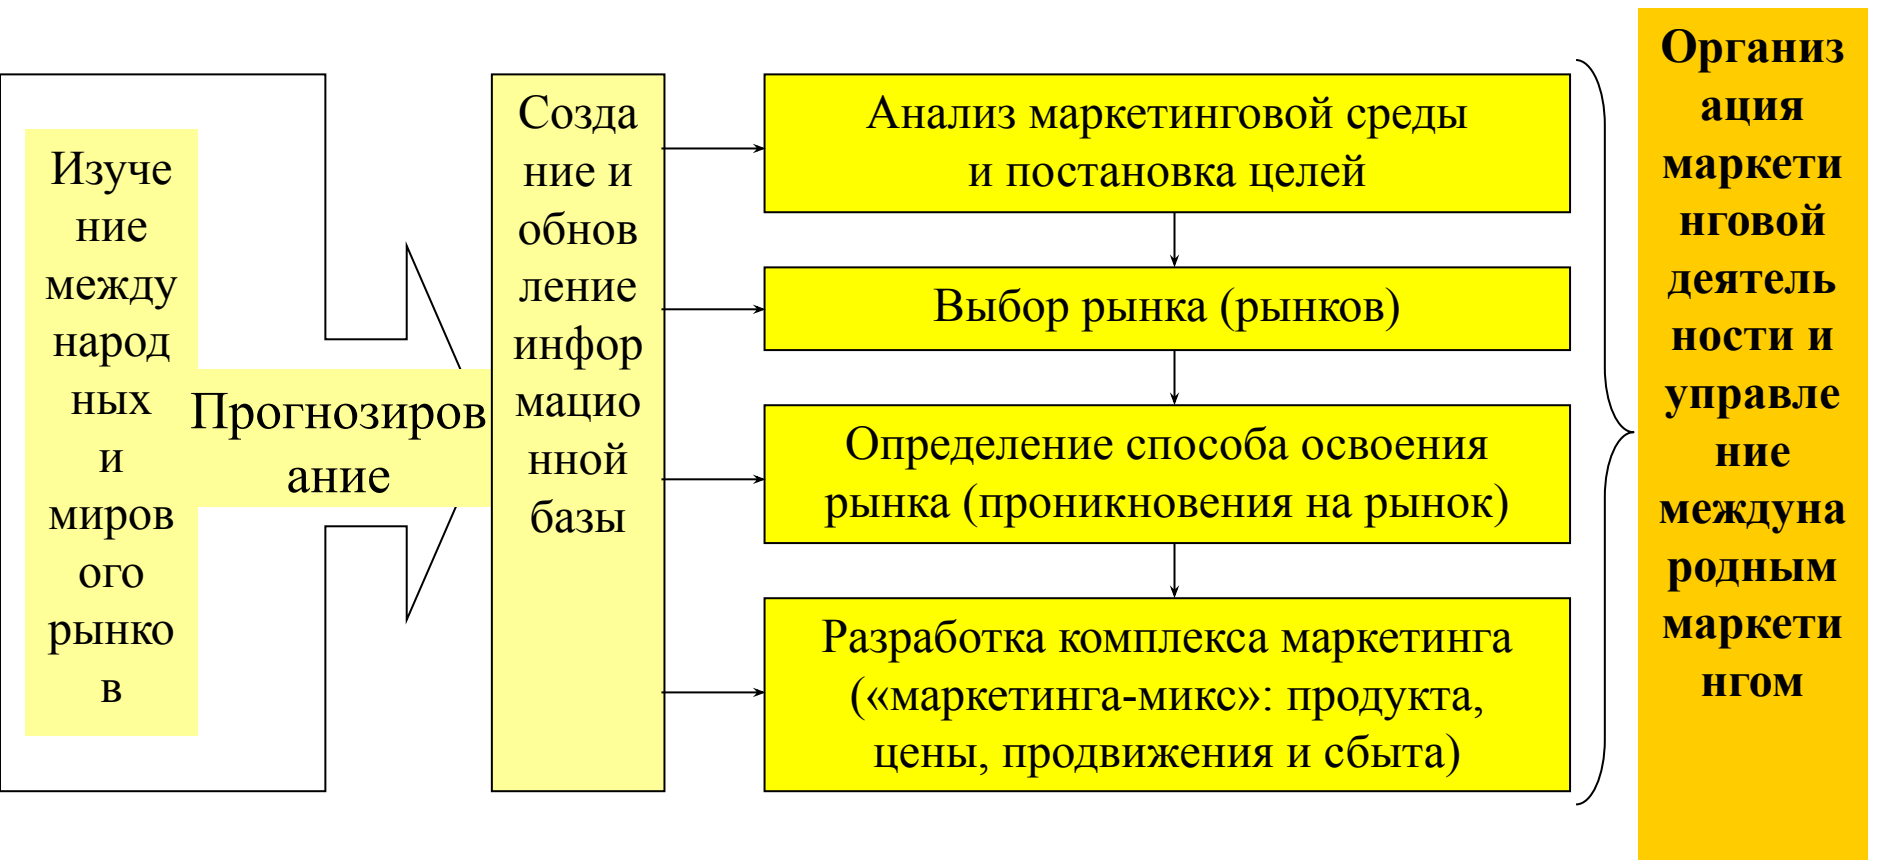 Изуче
ние
между
народ
ных
и
миров
ого
рынко
в
Прогнозиров
ание
Созда
ние и
обнов
ление
инфор
мацио
нной
базы
Анализ маркетинговой среды
и постановка целей
Выбор рынка (рынков)
Определение способа освоения
рынка (проникновения на рынок)
Разработка комплекса маркетинга
(«маркетинга-микс»: продукта,
цены, продвижения и сбыта)
Организ
ация
маркети
нговой
деятель
ности и
управле
ние
междуна
родным
маркети
нгом